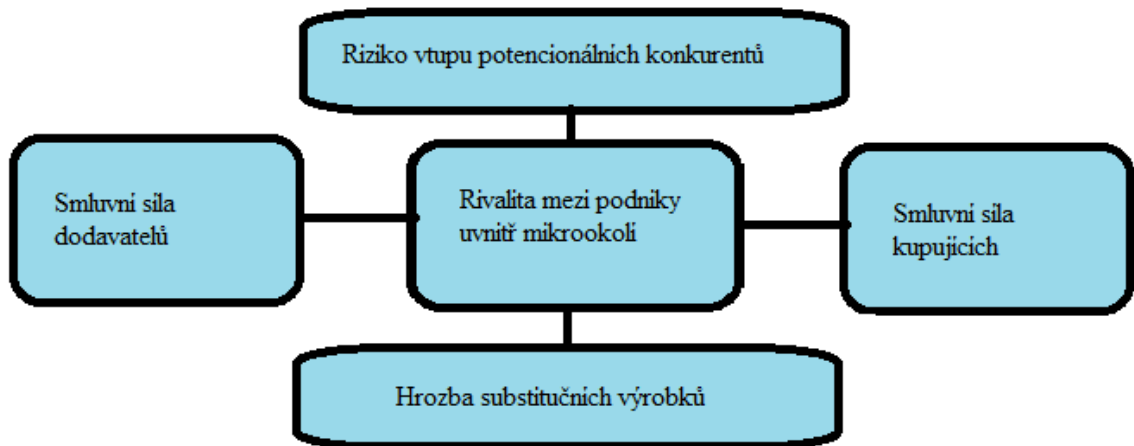 Riziko vtupu potencionálních konkurentů
Smluvní síla
dodavatelů
Rivalita mezi podniky
uvnitř mikrookolí
Smluvní síla
kupujících
Hrozba substitučních výrobků